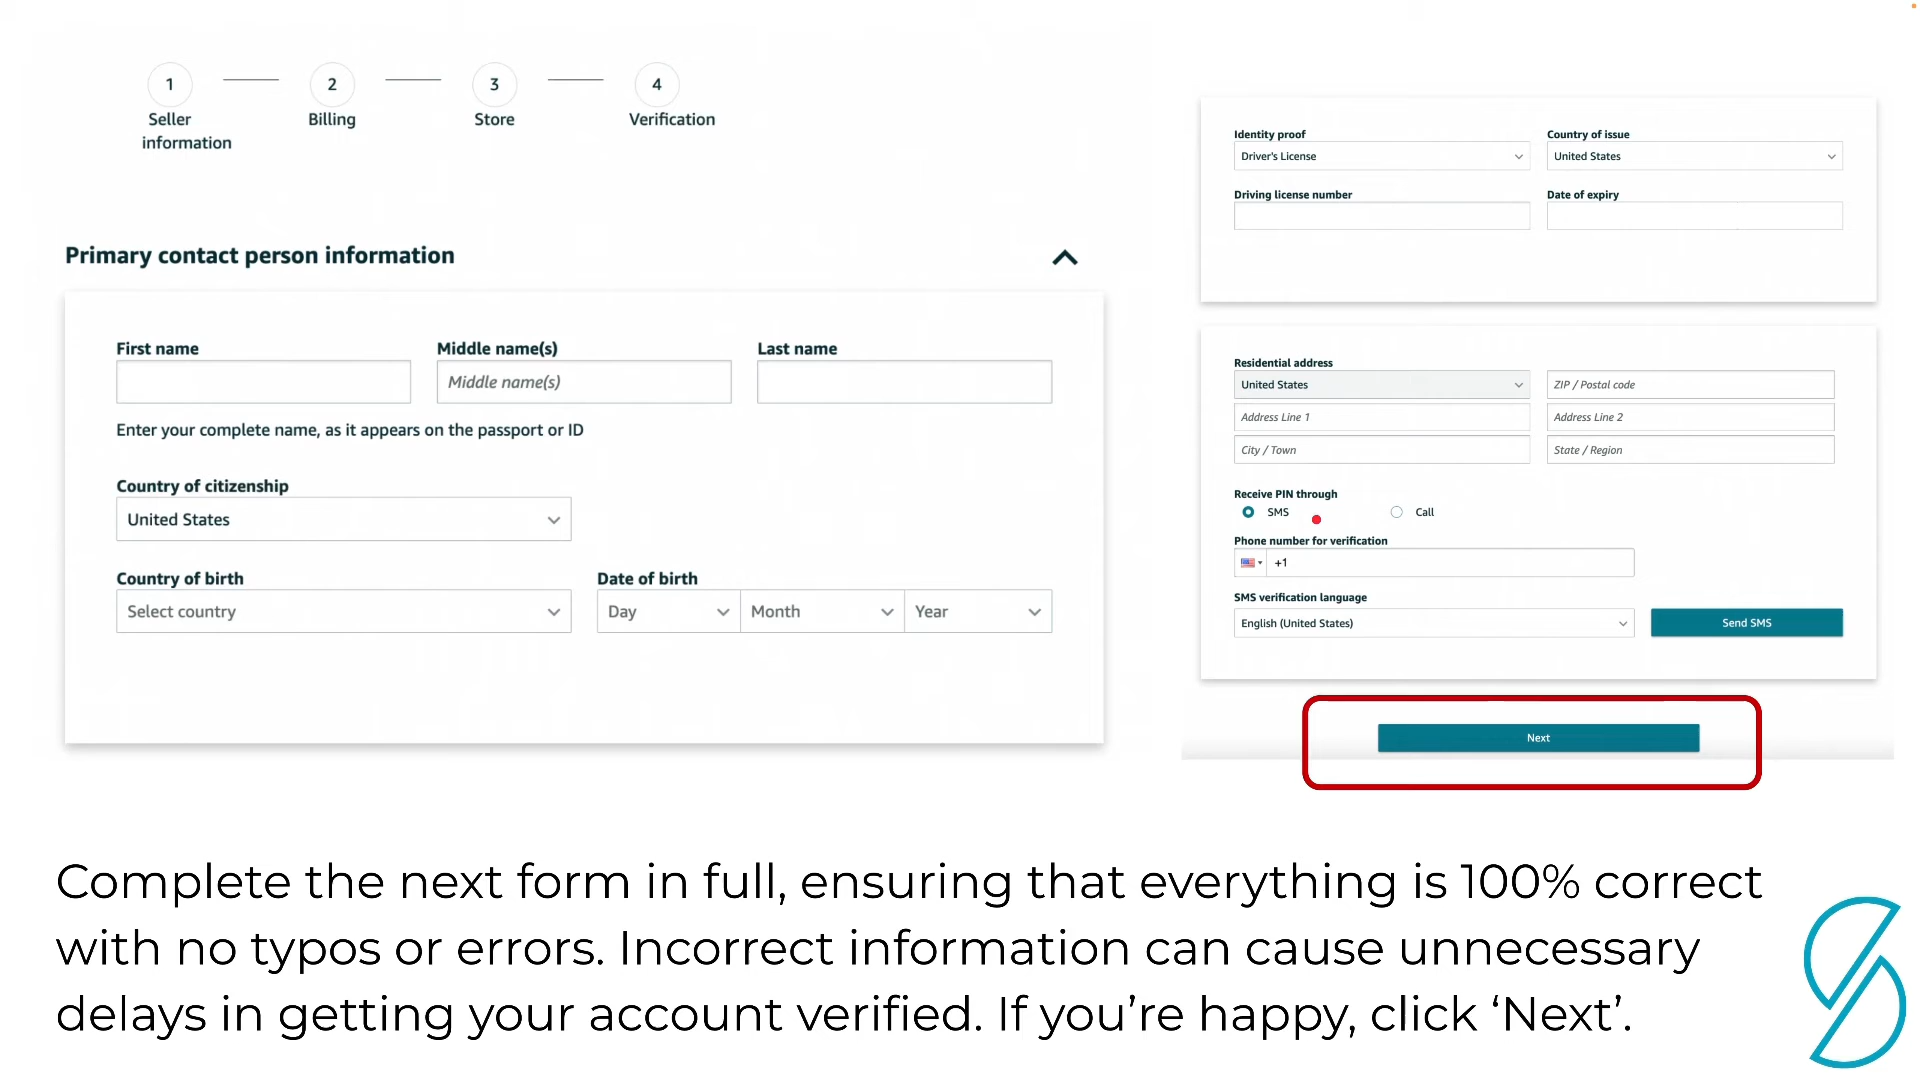 1
2
3
4
Seller
information
Billing
Store
Verification
Primary contact person information
First name
Middle name(s)
Last name
Middle name(s)
Enter your complete name, as it appears on the passport or ID
Country of citizenship
United States
Country of birth
Date of birth
Select country
Day
Month
Year
Identity proof
Country of issue
Driver's License
United States
Driving license number
Date of expiry
Residential address
United States
ZIP / Postal code
Address Line 1
Address Line 2
City / Town
State / Region
Receive PIN through
SMS
Call
Phone number for verification
+1
SMS verification language
English (United States)
Send SMS
Next
Complete the next form in full, ensuring that everything is 100% correct
with no typos or errors. Incorrect information can cause unnecessary
delays in getting your account verified. If you’re happy, click ‘Next’.